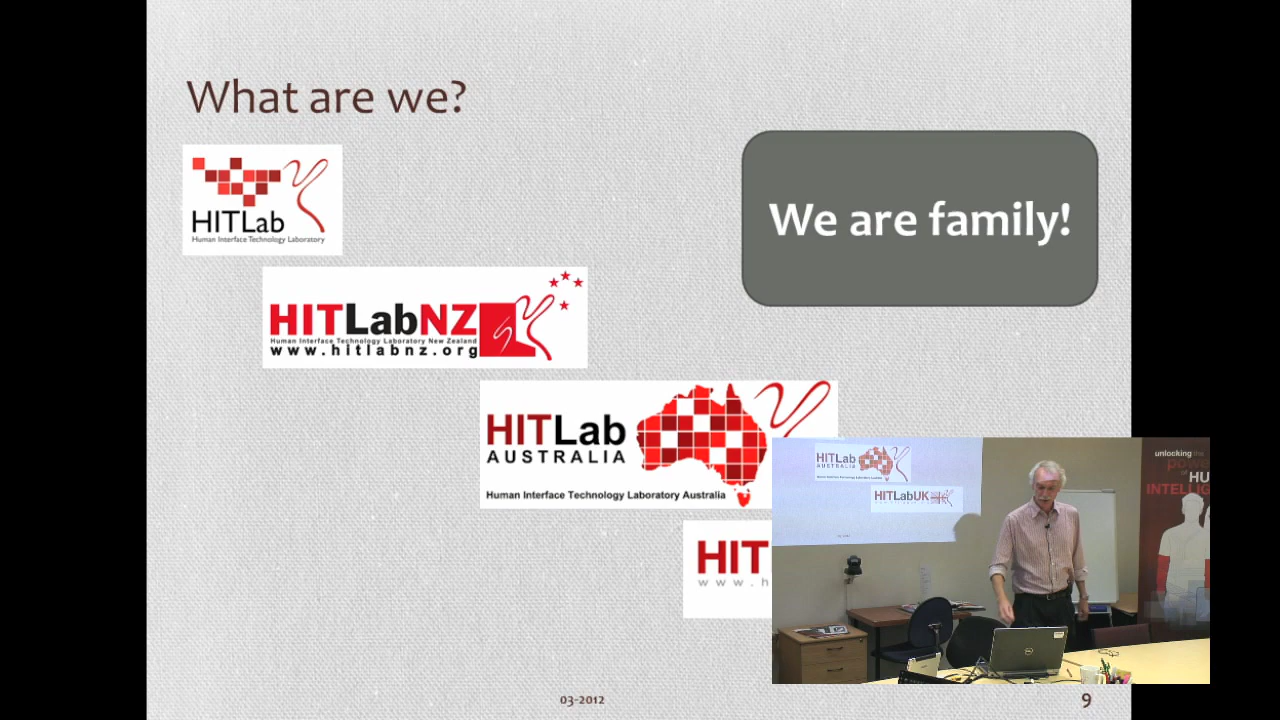 What are we?
HITLab
Human Interface Technology Laboratory
We are family!
HITLabNZ
Human Interface Technology Laboratory New Zealand
www.hitlabnz.org
HITLab
AUSTRALIA
Human Interface Technology Laboratory Australia
HIT
www.h
HITLab
AUSTRALIA
HITLabUK
unlocking the
power
of HU
INTELLIG
03-2012
9